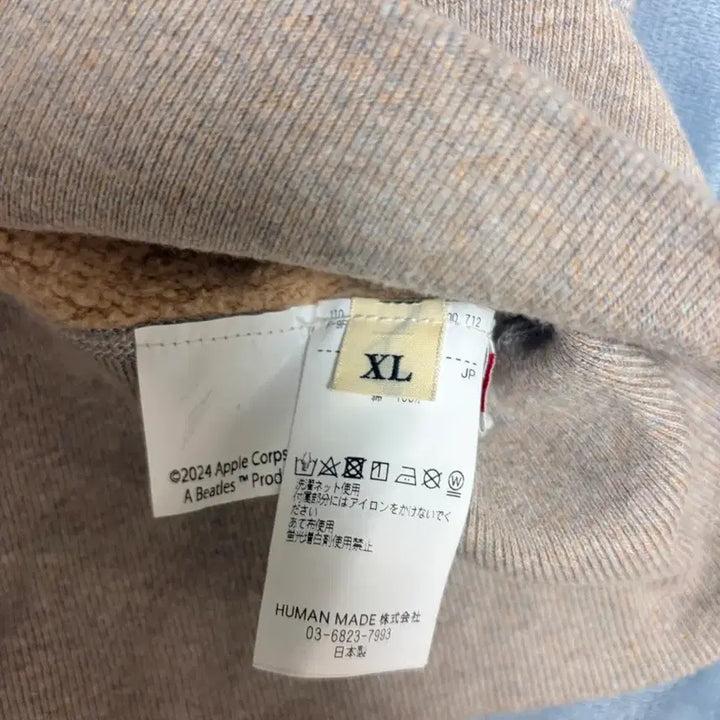 XL
JP
©2024 Apple Corps
A Beatles™ Prod
洗濯ネット使用
付属部分にはアイロンをかけないでく
ださい
あて布使用
蛍光増白剤使用禁止
HUMAN MADE 株式会社
03-6823-7993
日本製